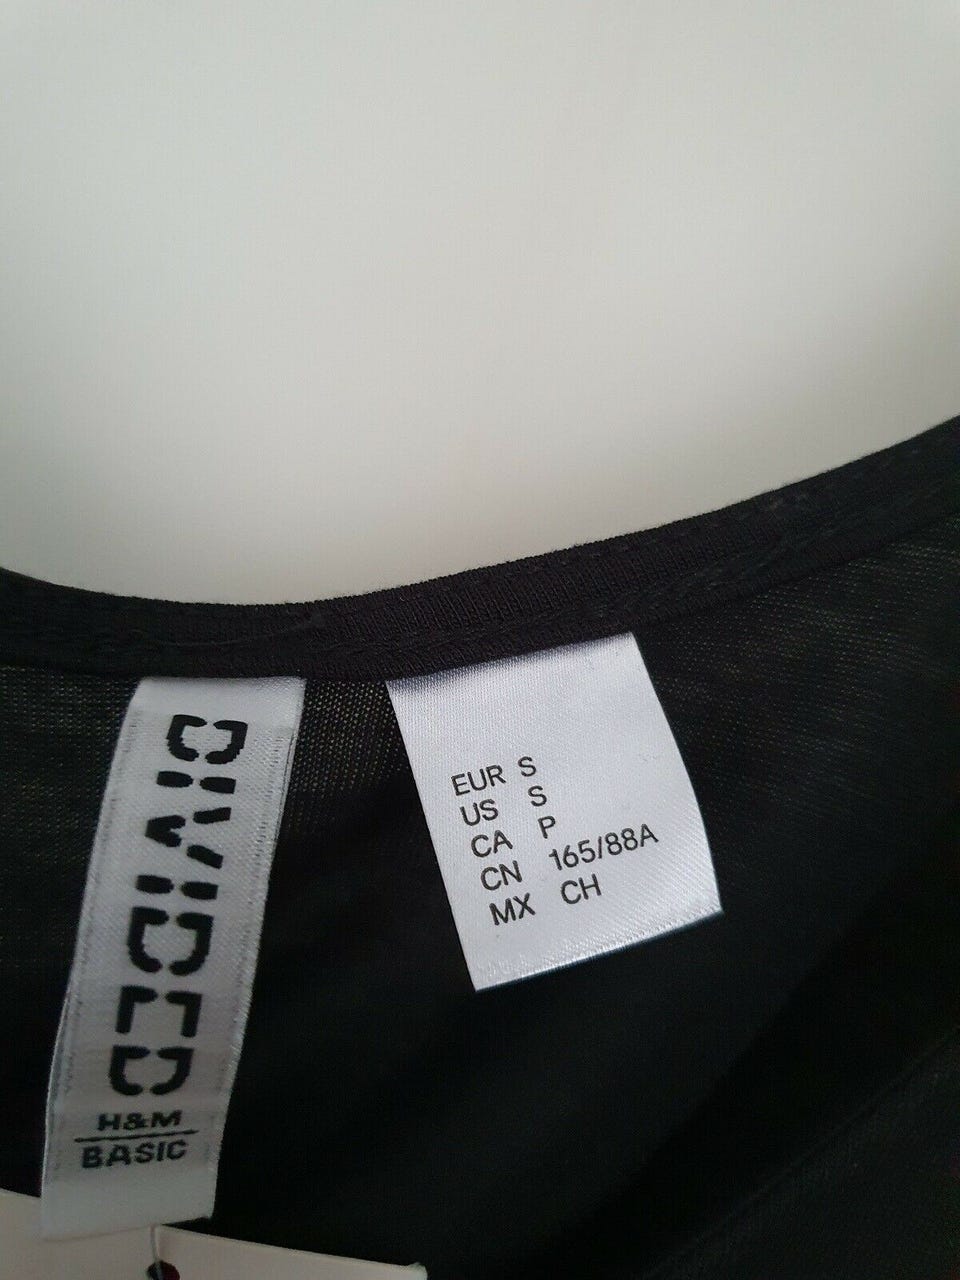 DIVIDED
H&M
BASIC
EUR S
US S
CA P
CN 165/88A
MX CH